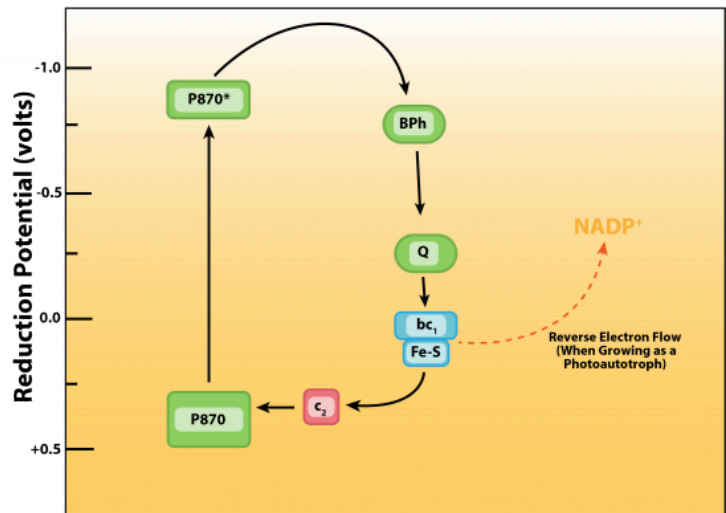 Reduction Potential (volts)
-1.0
-0.5
0.0
+0.5
P870*
BPh
Q
NADP⁺
bc₁
Fe-S
Reverse Electron Flow
(When Growing as a
Photoautotroph)
c₂
P870